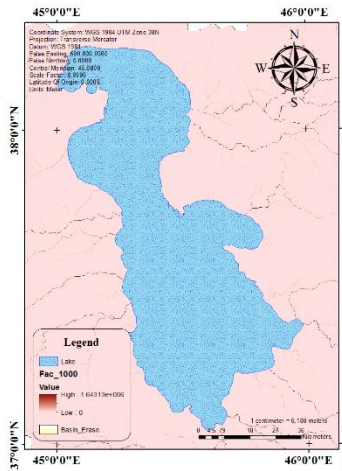 45°0'0"E
46°0'0"E
Coordinate System: WGS 1984 UTM Zone 38N
Projection: Transverse Mercator
Datum: WGS 1984
False Easting: 500,000.0000
False Northing: 0.0000
Central Meridian: 45.0000
Scale Factor: 0.9996
Latitude Of Origin: 0.0000
Units: Meter
N
W
E
S
38°0'0"N
37°0'0"N
Legend
Lake
Fac_1000
Value
High : 1.64313e+006
Low : 0
Basin_Erase
1 centimeter = 6,180 meters
0
18
Kilometers
45°0'0"E
46°0'0"E